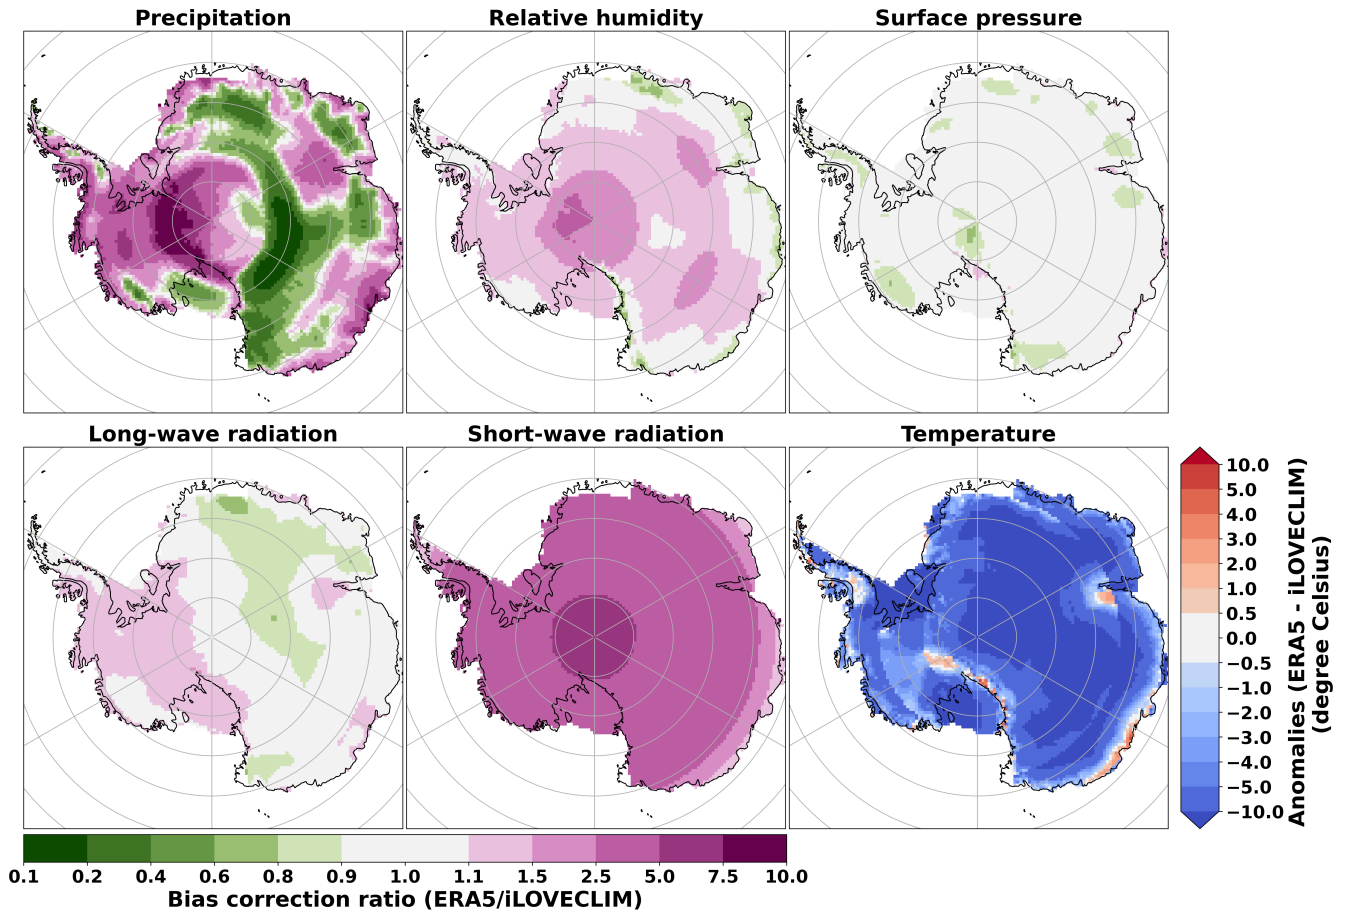 Precipitation
Relative humidity
Surface pressure
Long-wave radiation
Short-wave radiation
Temperature
10.0
5.0
4.0
3.0
2.0
1.0
0.5
0.0
−0.5
−1.0
−2.0
−3.0
−4.0
−5.0
−10.0
Anomalies (ERA5 - iLOVECLIM)
(degree Celsius)
0.1 0.2 0.4 0.6 0.8 0.9 1.0 1.1 1.5 2.5 5.0 7.5 10.0
Bias correction ratio (ERA5/iLOVECLIM)